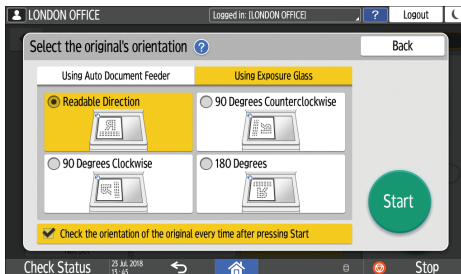 LONDON OFFICE
Logged in: [LONDON OFFICE]
?
Logout
Select the original's orientation ?
Back
Using Auto Document Feeder
Using Exposure Glass
Readable Direction
90 Degrees Counterclockwise
90 Degrees Clockwise
180 Degrees
Start
Check the orientation of the original every time after pressing Start
Check Status
23 Jul. 2018
13:45
Stop